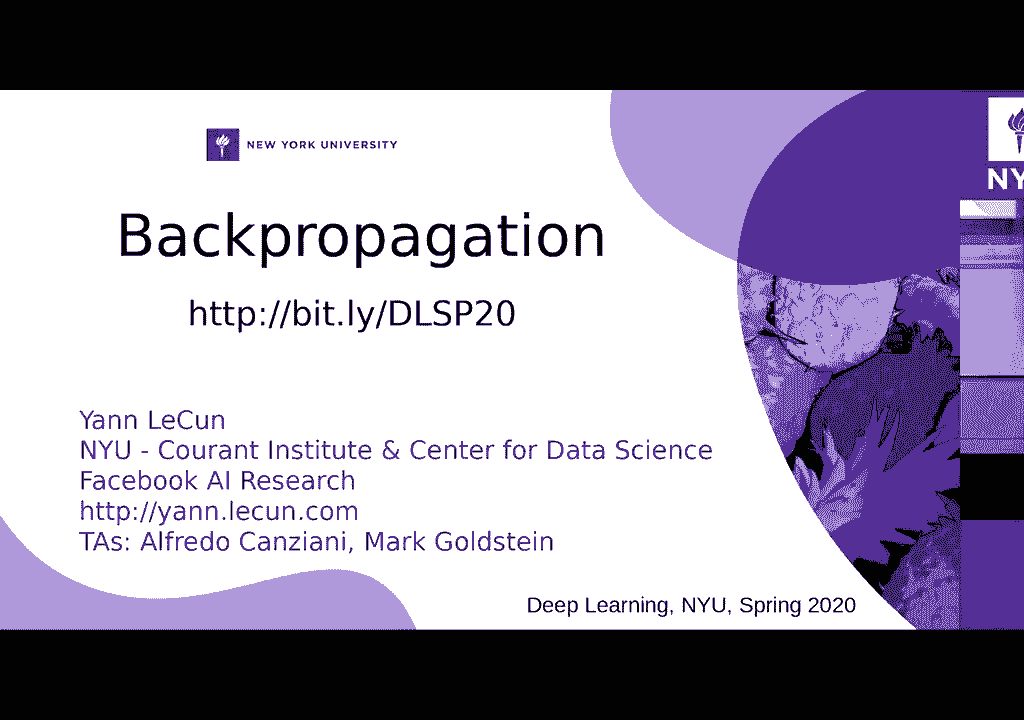 NEW YORK UNIVERSITY
NY
Backpropagation
http://bit.ly/DLSP20
Yann LeCun
NYU - Courant Institute & Center for Data Science
Facebook AI Research
http://yann.lecun.com
TAs: Alfredo Canziani, Mark Goldstein
Deep Learning, NYU, Spring 2020